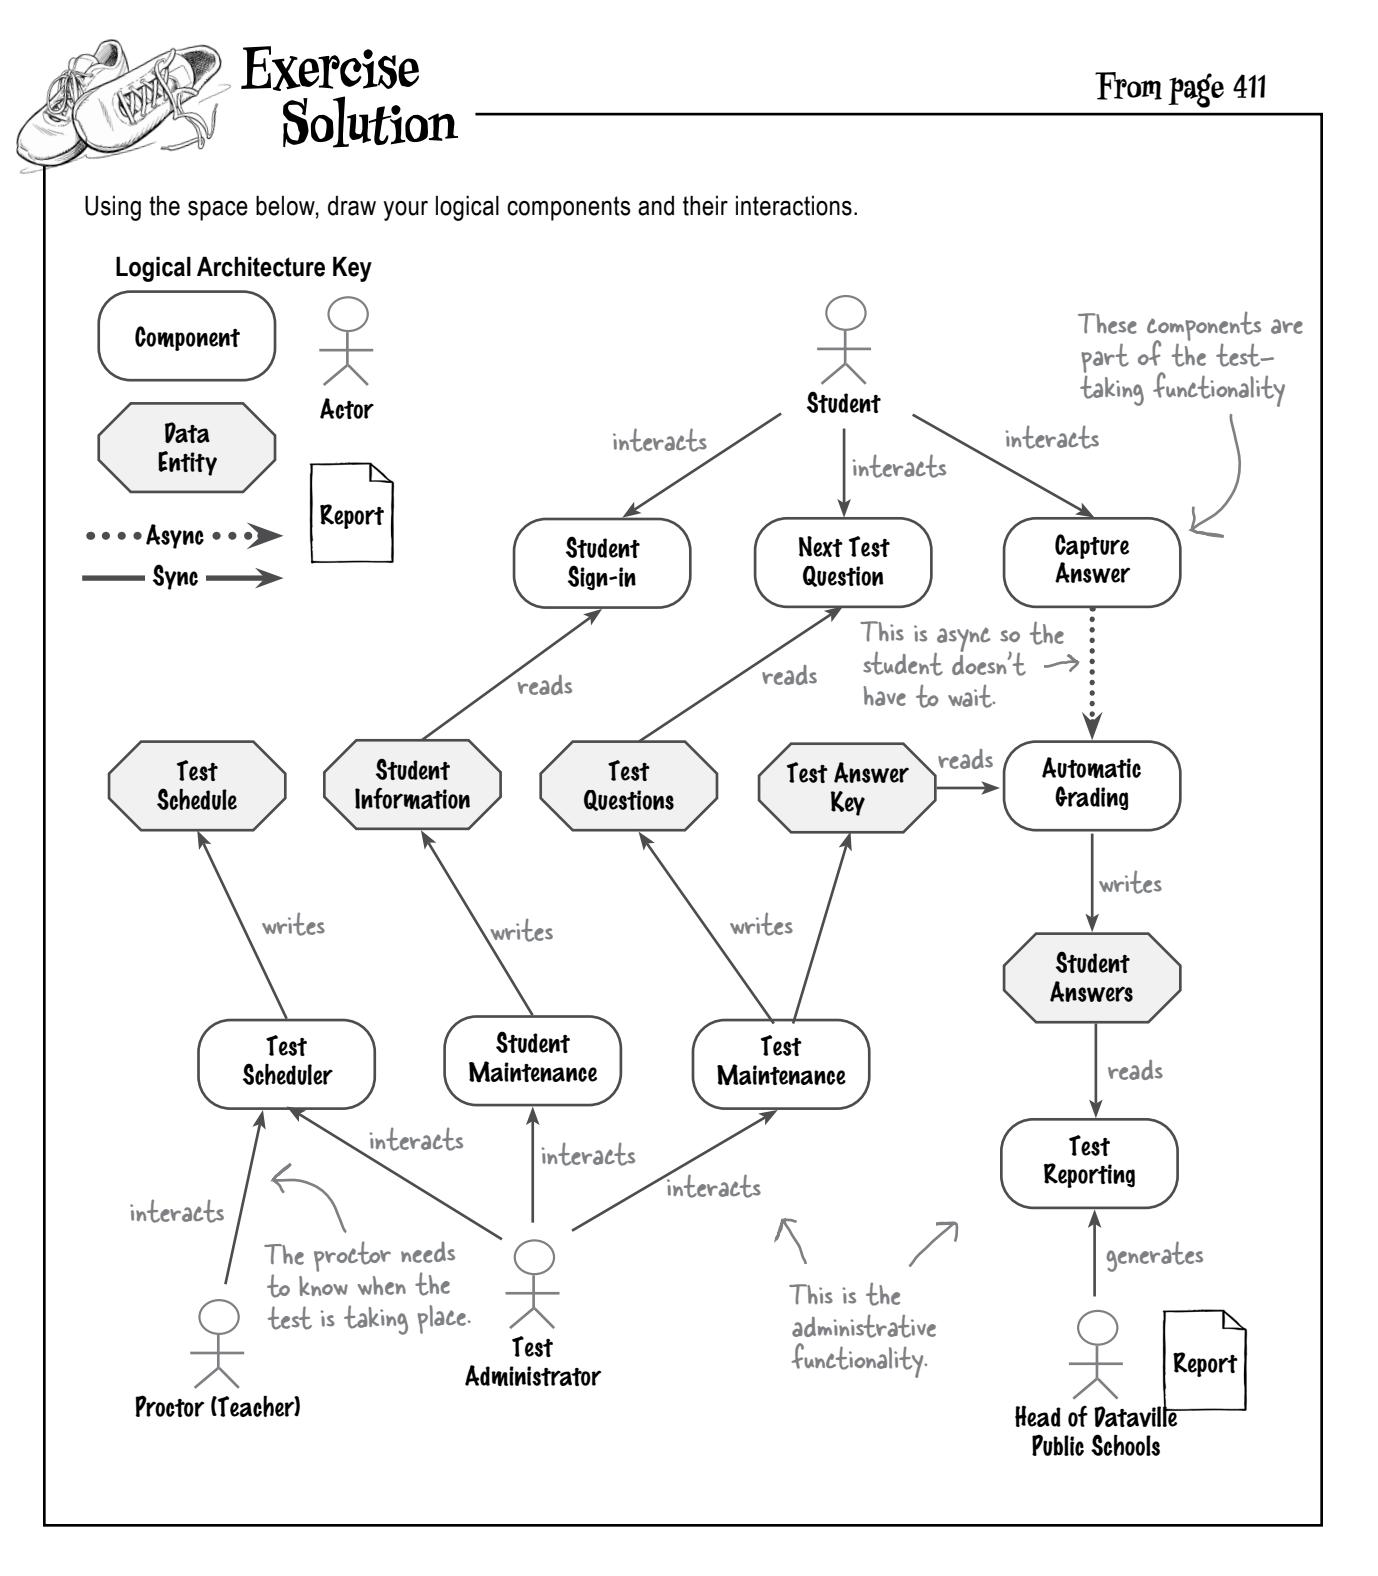 Exercise
Solution
From page 411
Using the space below, draw your logical components and their interactions.
Logical Architecture Key
Component
Actor
Data
Entity
Report
Async
Sync
Student
These components are
part of the test-
taking functionality
interacts
interacts
interacts
Student
Sign-in
Next Test
Question
Capture
Answer
This is async so the
student doesn't
have to wait.
reads
reads
Test
Schedule
Student
Information
Test
Questions
Test Answer
Key
reads
Automatic
Grading
writes
writes
writes
writes
Student
Answers
Test
Scheduler
Student
Maintenance
Test
Maintenance
reads
interacts
interacts
interacts
interacts
Test
Reporting
The proctor needs
to know when the
test is taking place.
generates
This is the
administrative
functionality.
Proctor (Teacher)
Test
Administrator
Report
Head of Dataville
Public Schools